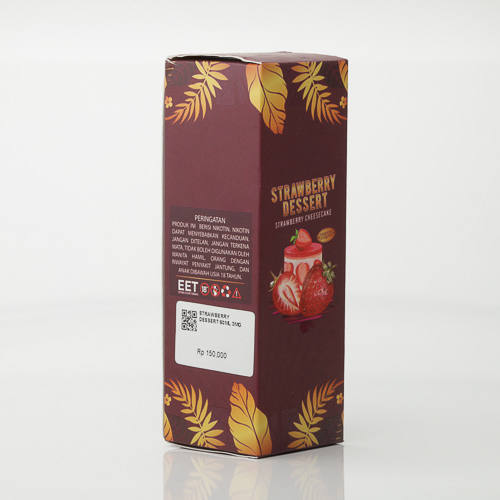 PERINGATAN
PRODUK INI BERISI NIKOTIN, NIKOTIN
DAPAT MENYEBABKAN KECANDUAN,
JANGAN DITELAN, JANGAN TERKENA
MATA, TIDAK BOLEH DIGUNAKAN OLEH
WANITA HAMIL, ORANG DENGAN
RIWAYAT PENYAKIT JANTUNG, DAN
ANAK DIBAWAH USIA 18 TAHUN.
EET
18
STRAWBERRY
DESSERT 60ML 3MG
Rp 150,000
STRAWBERRY
DESSERT
STRAWBERRY CHEESECAKE